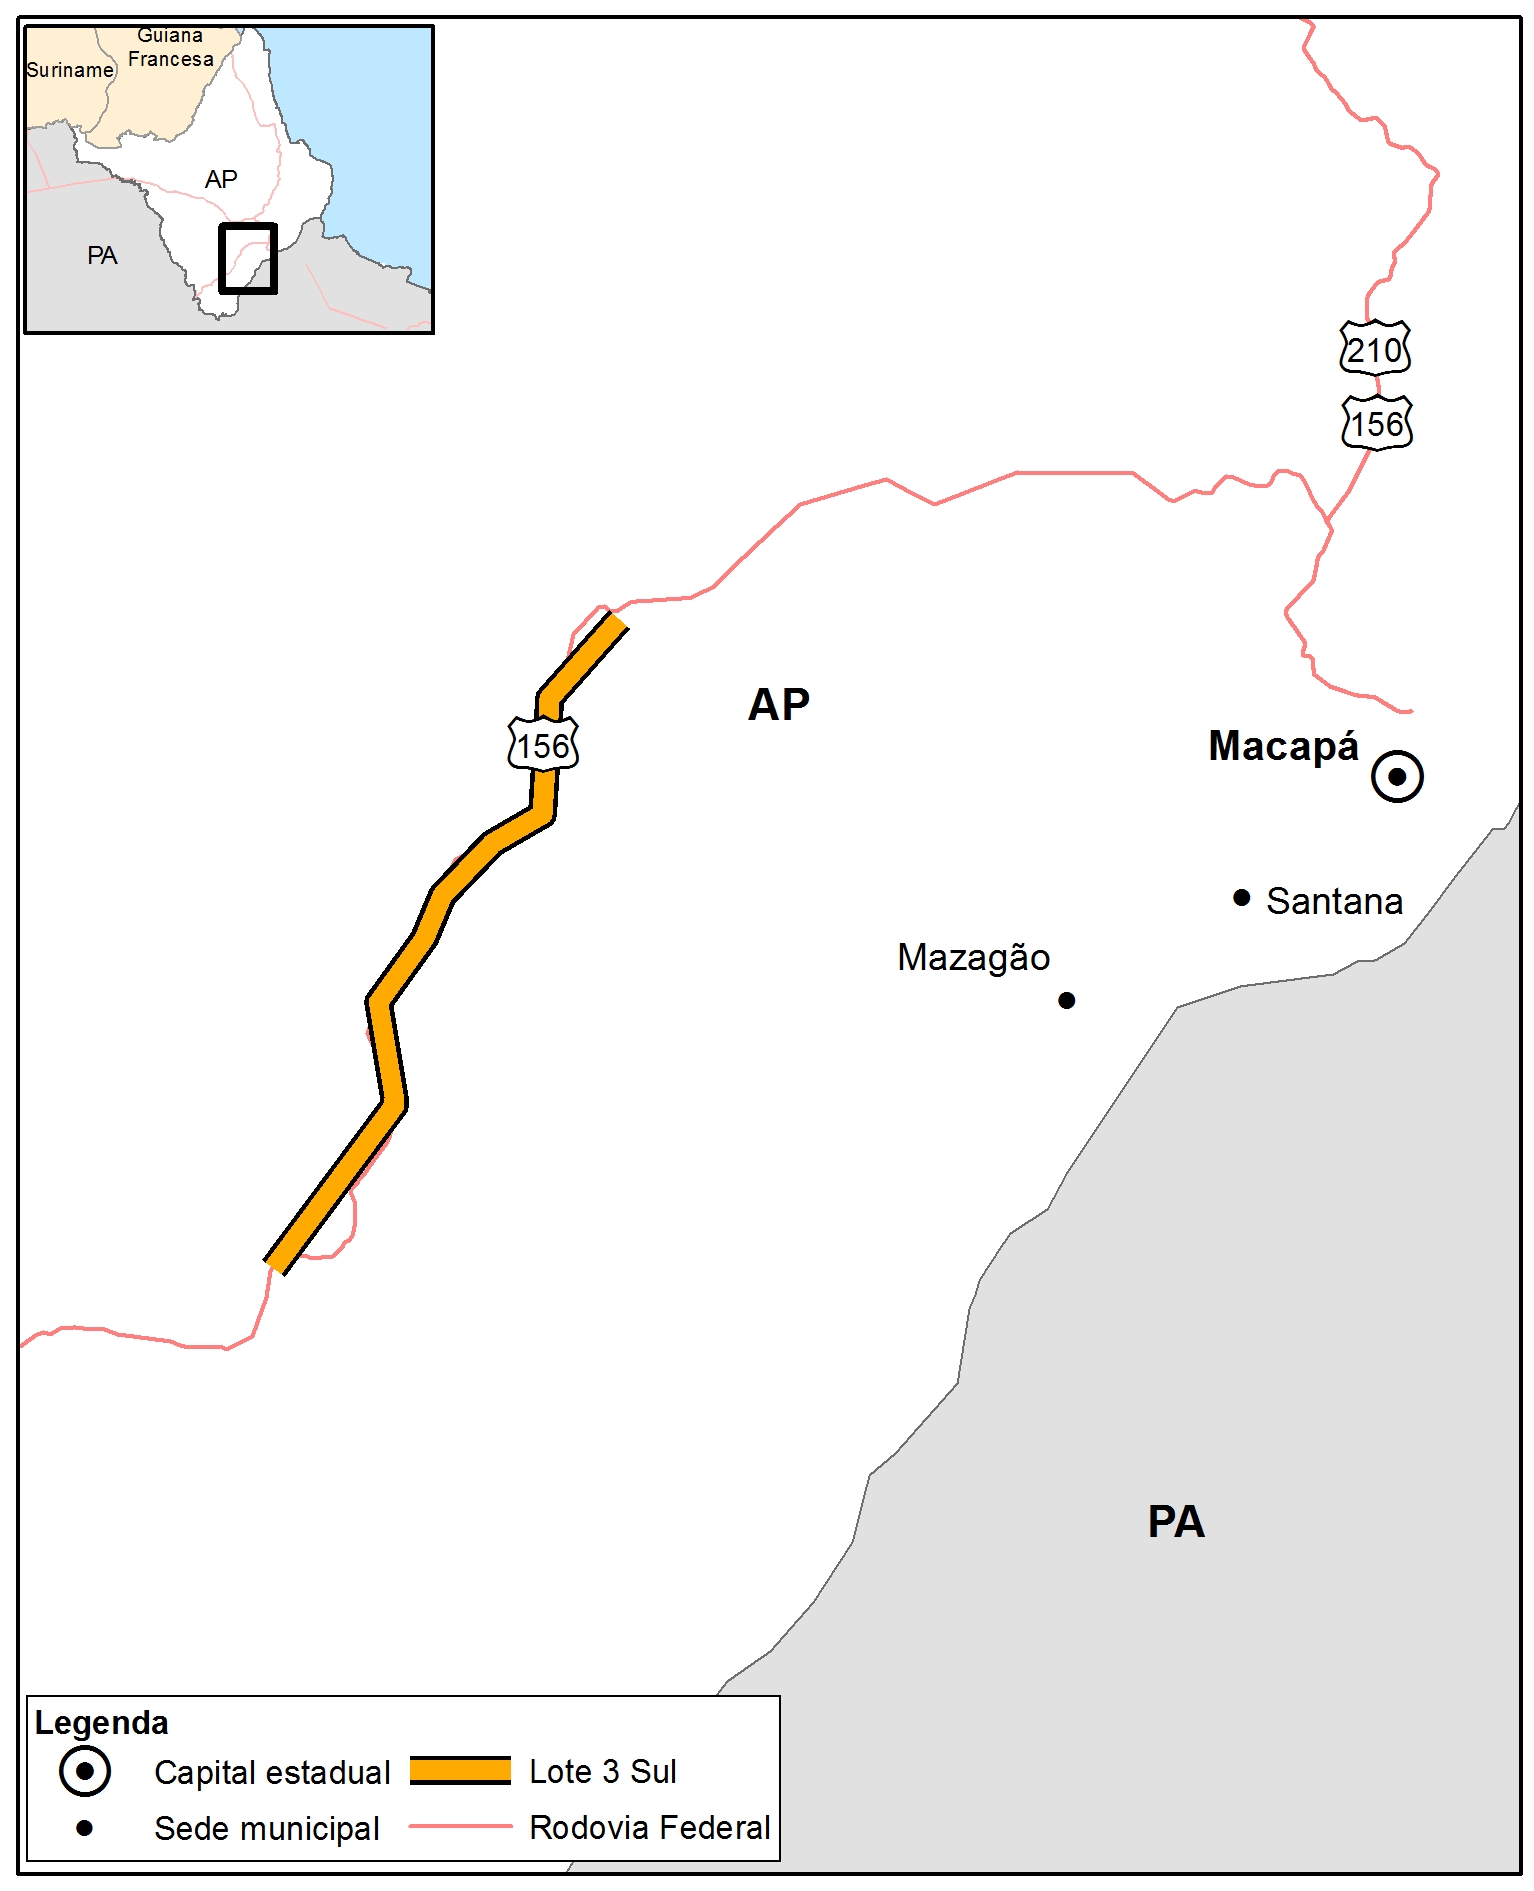 Guiana
Francesa
Suriname
AP
PA
210
156
AP
Macapá
156
Santana
Mazagão
PA
Legenda
Capital estadual
Lote 3 Sul
Sede municipal
Rodovia Federal